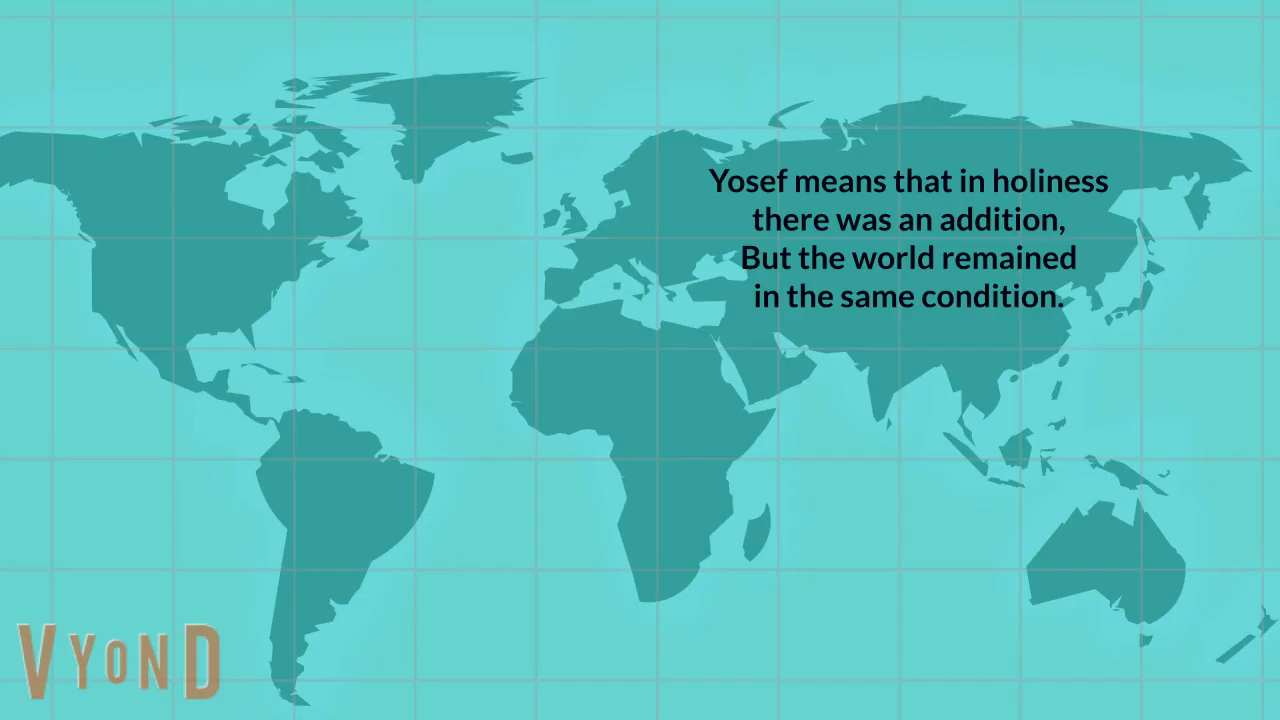 Yosef means that in holiness
there was an addition,
But the world remained
in the same condition.
VYOND